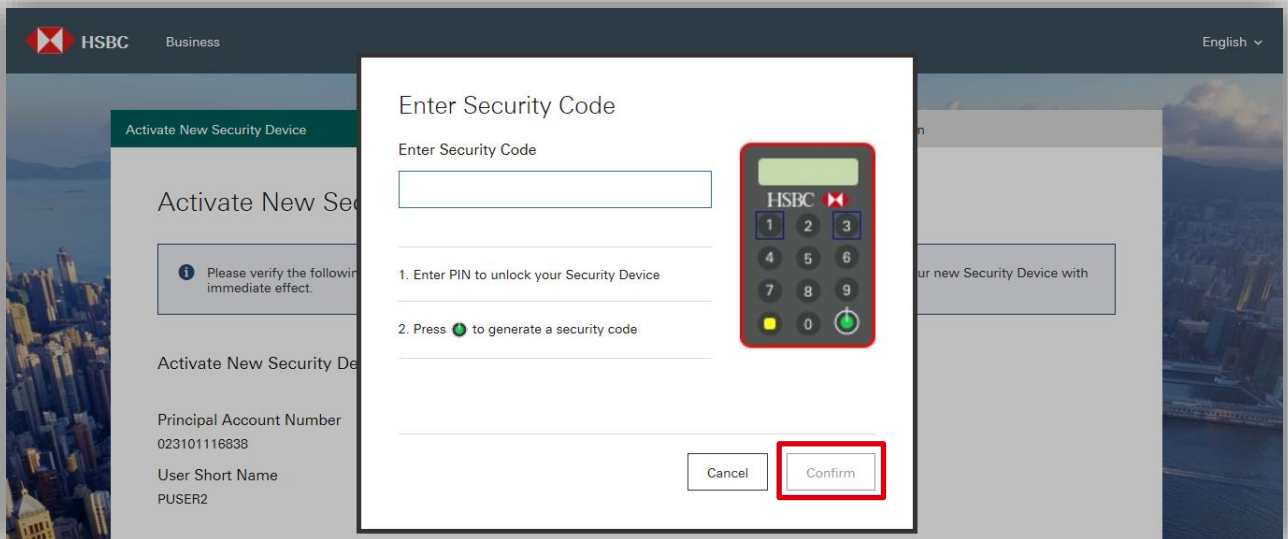 HSBC Business English
Activate New Security Device n
Activate New Sec
Please verify the followin ur new Security Device with
immediate effect.
Activate New Security De
Principal Account Number
023101116838
User Short Name
PUSER2
Enter Security Code
Enter Security Code
HSBC
1 2 3
4 5 6
7 8 9
0
1. Enter PIN to unlock your Security Device
2. Press to generate a security code
Cancel Confirm